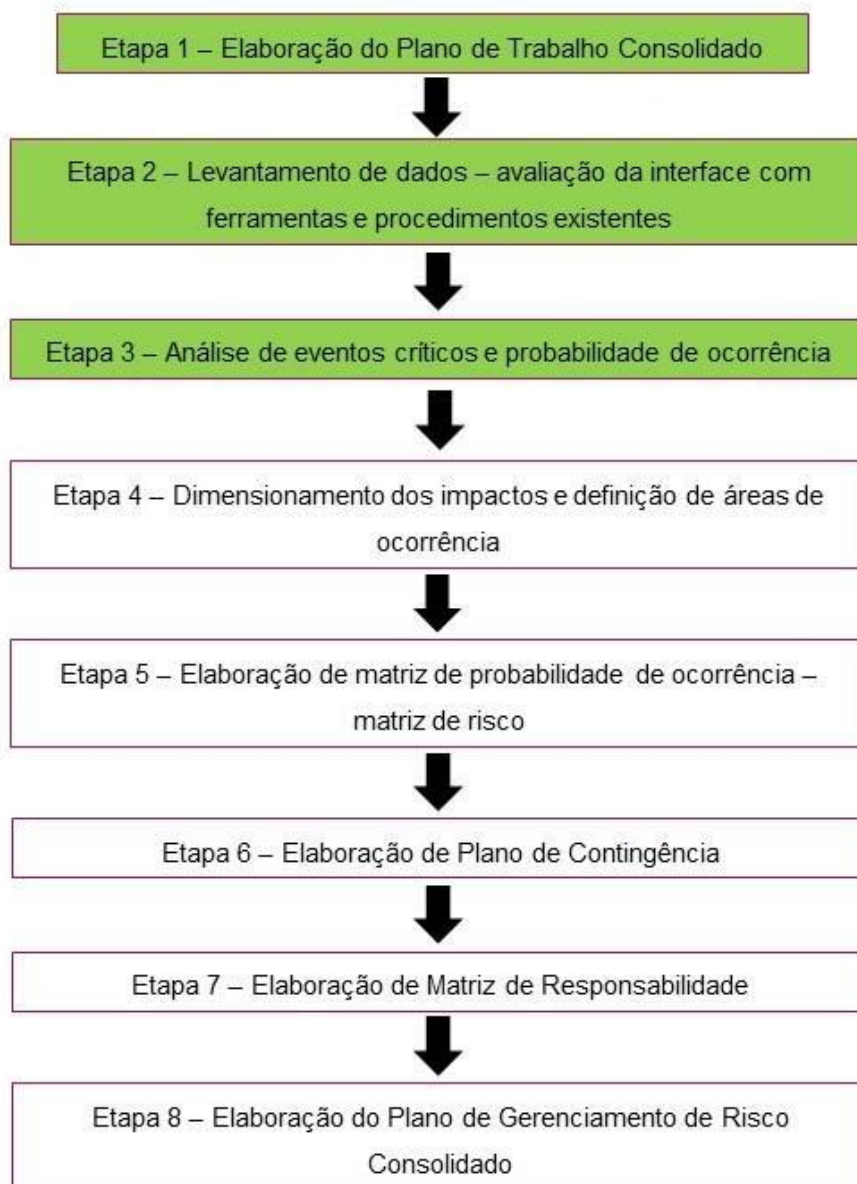 Etapa 1 – Elaboração do Plano de Trabalho Consolidado
Etapa 2 – Levantamento de dados – avaliação da interface com
ferramentas e procedimentos existentes
Etapa 3 – Análise de eventos críticos e probabilidade de ocorrência
Etapa 4 – Dimensionamento dos impactos e definição de áreas de
ocorrência
Etapa 5 – Elaboração de matriz de probabilidade de ocorrência –
matriz de risco
Etapa 6 – Elaboração de Plano de Contingência
Etapa 7 – Elaboração de Matriz de Responsabilidade
Etapa 8 – Elaboração do Plano de Gerenciamento de Risco
Consolidado